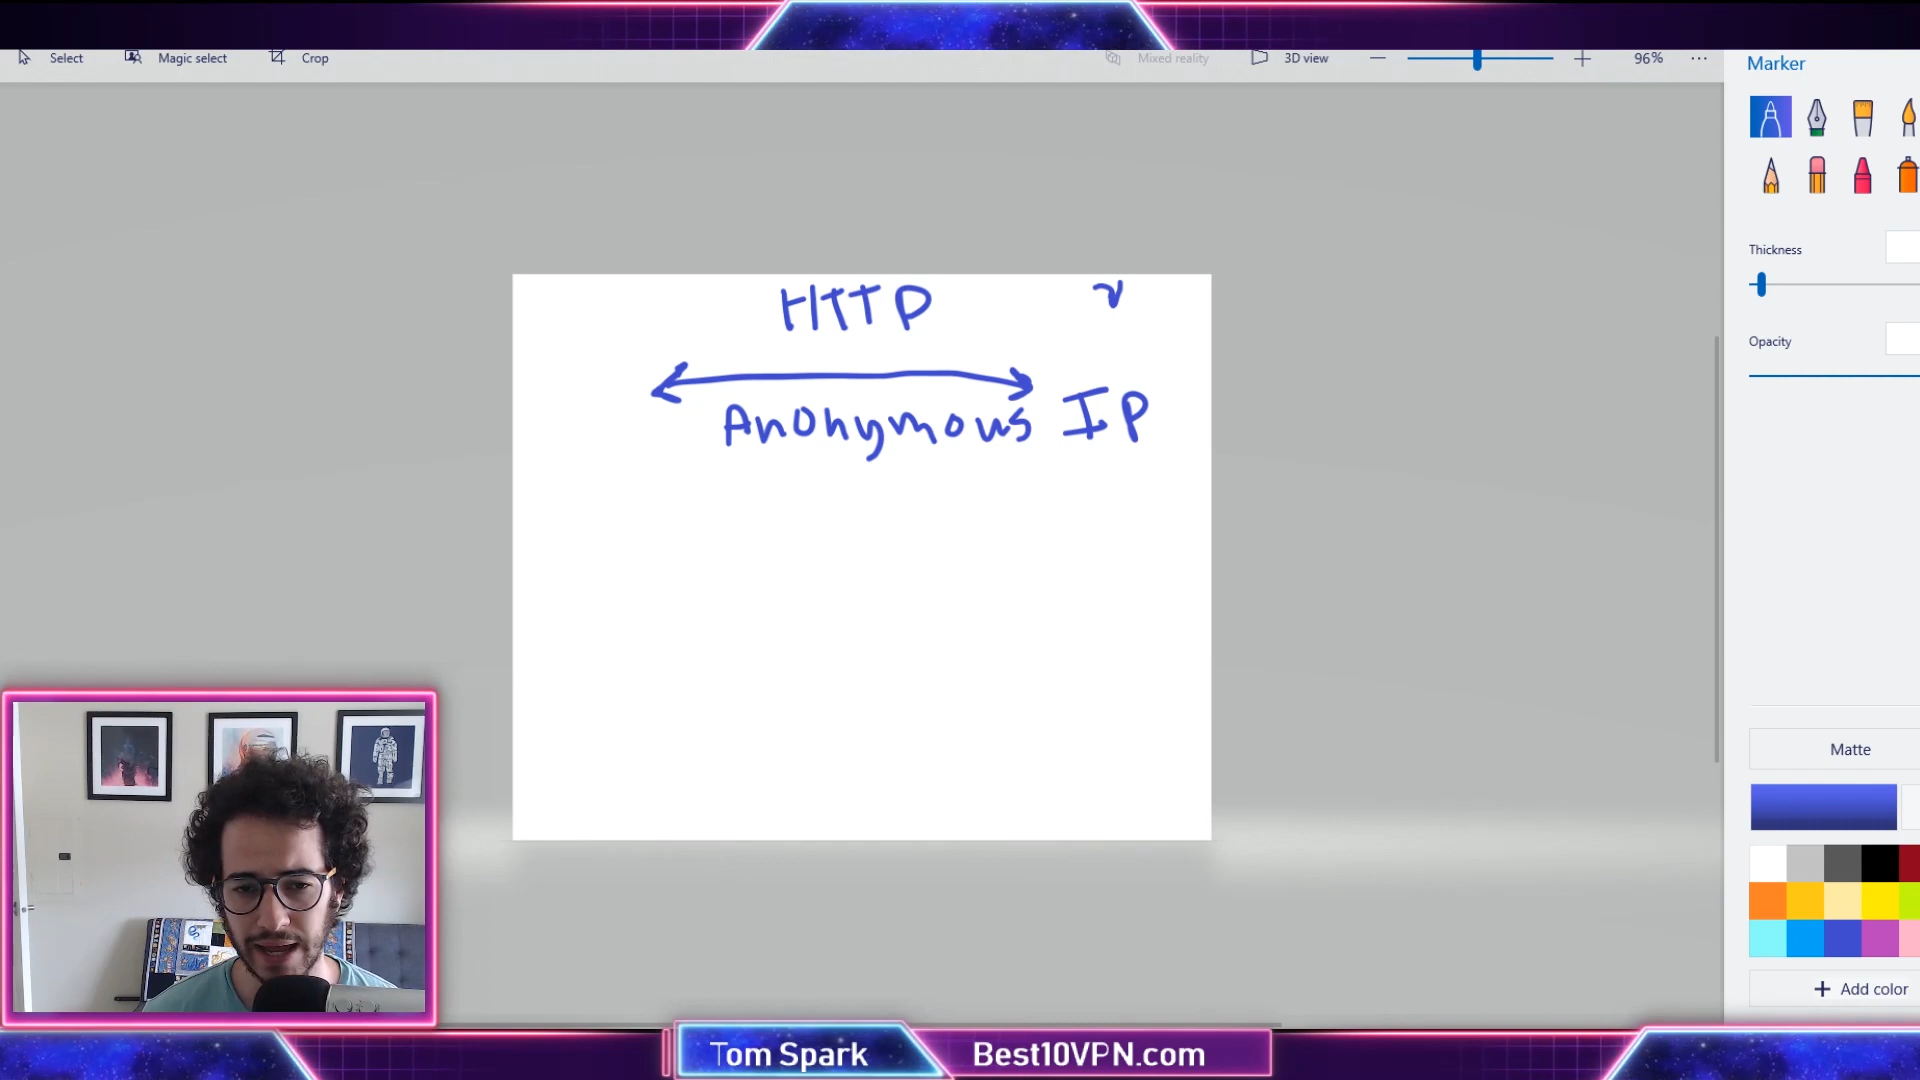 Select Magic select Crop Mixed reality 3D view 96%
Marker
Thickness
Opacity
HTTP
Anonymous IP
Matte
Add color
Tom Spark Best10VPN.com